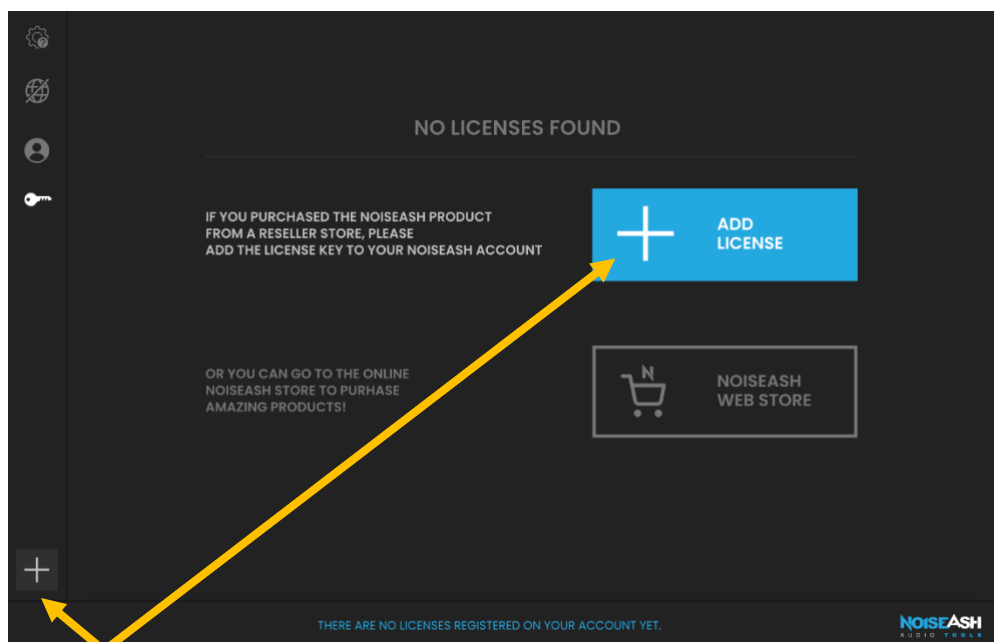 NO LICENSES FOUND
IF YOU PURCHASED THE NOISEASH PRODUCT
FROM A RESELLER STORE, PLEASE
ADD THE LICENSE KEY TO YOUR NOISEASH ACCOUNT
ADD
LICENSE
OR YOU CAN GO TO THE ONLINE
NOISEASH STORE TO PURHASE
AMAZING PRODUCTS!
N
NOISEASH
WEB STORE
THERE ARE NO LICENSES REGISTERED ON YOUR ACCOUNT YET.
NOISEASH
AUDIO TOOLS